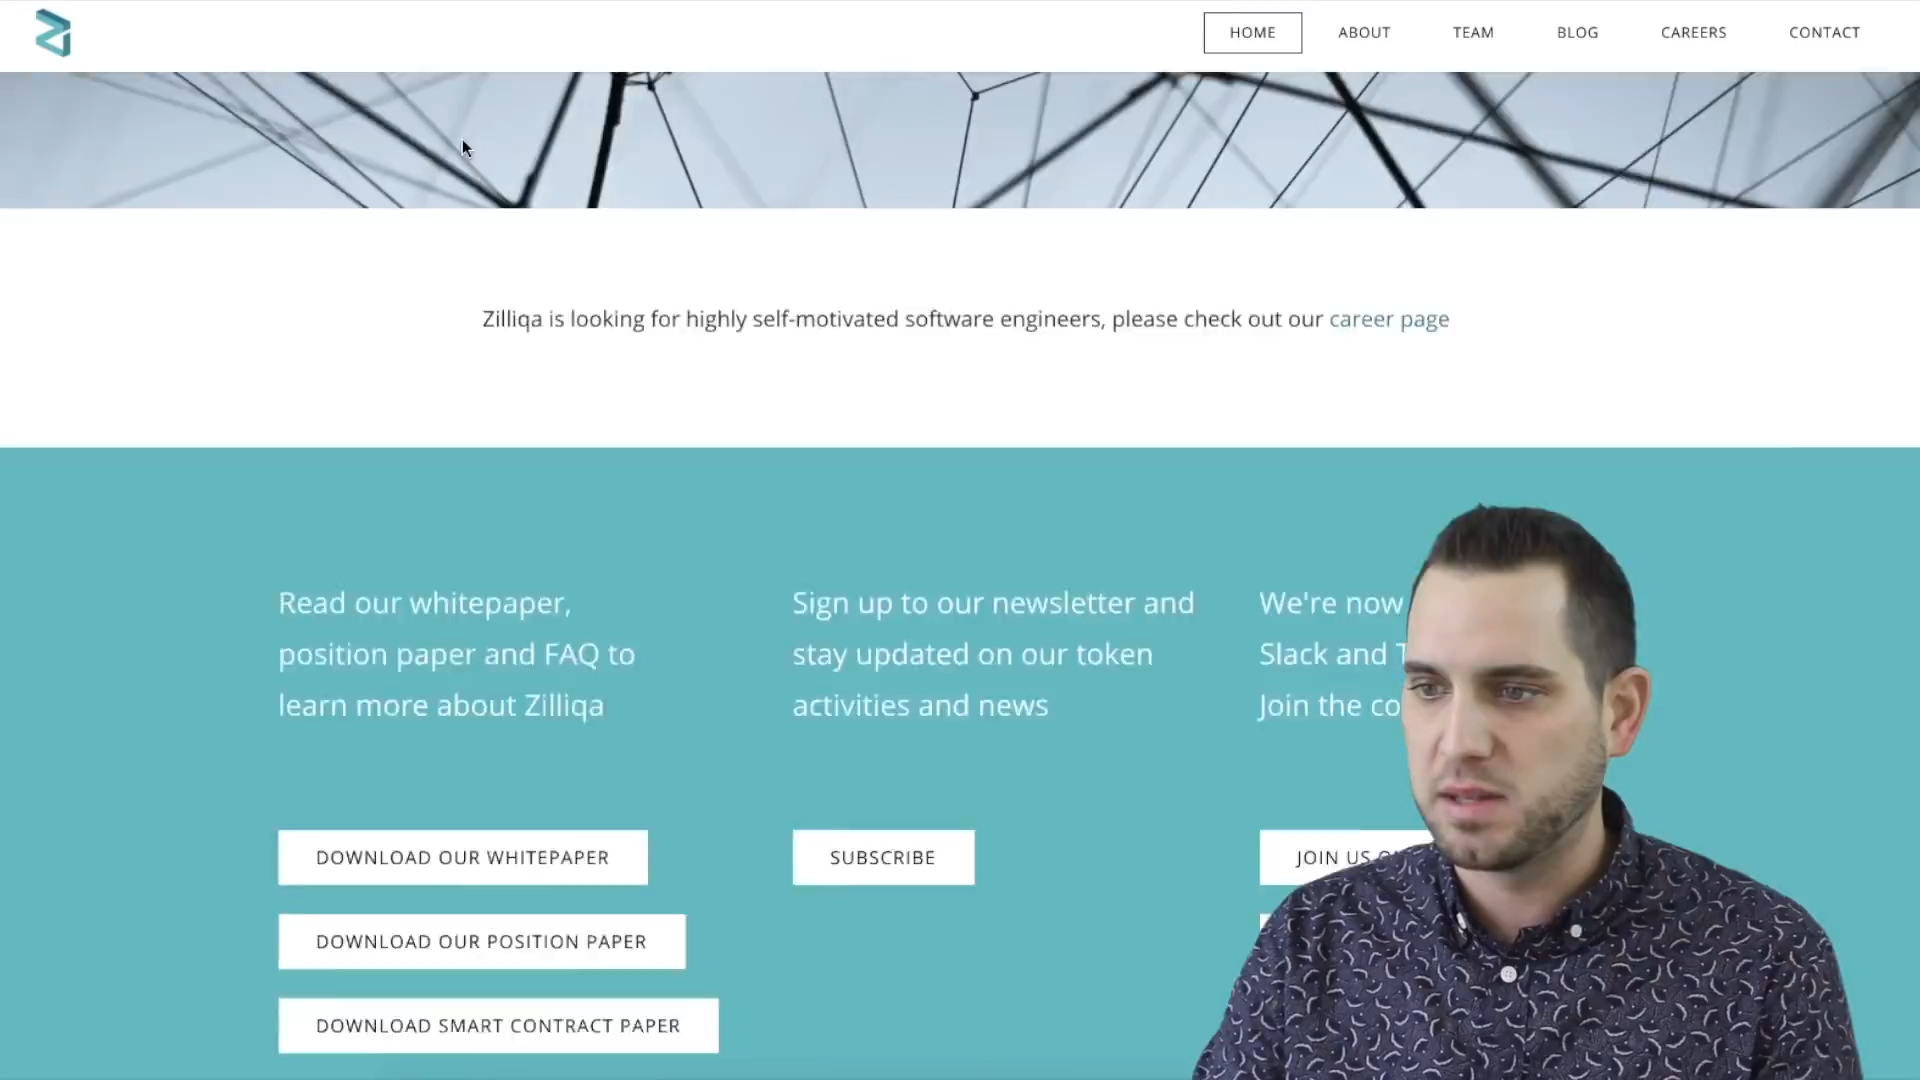 HOME
ABOUT
TEAM
BLOG
CAREERS
CONTACT
Zilliqa is looking for highly self-motivated software engineers, please check out our career page
Read our whitepaper,
position paper and FAQ to
learn more about Zilliqa
Sign up to our newsletter and
stay updated on our token
activities and news
We're now
Slack and
Join the
DOWNLOAD OUR WHITEPAPER
DOWNLOAD OUR POSITION PAPER
DOWNLOAD SMART CONTRACT PAPER
SUBSCRIBE
JOIN US